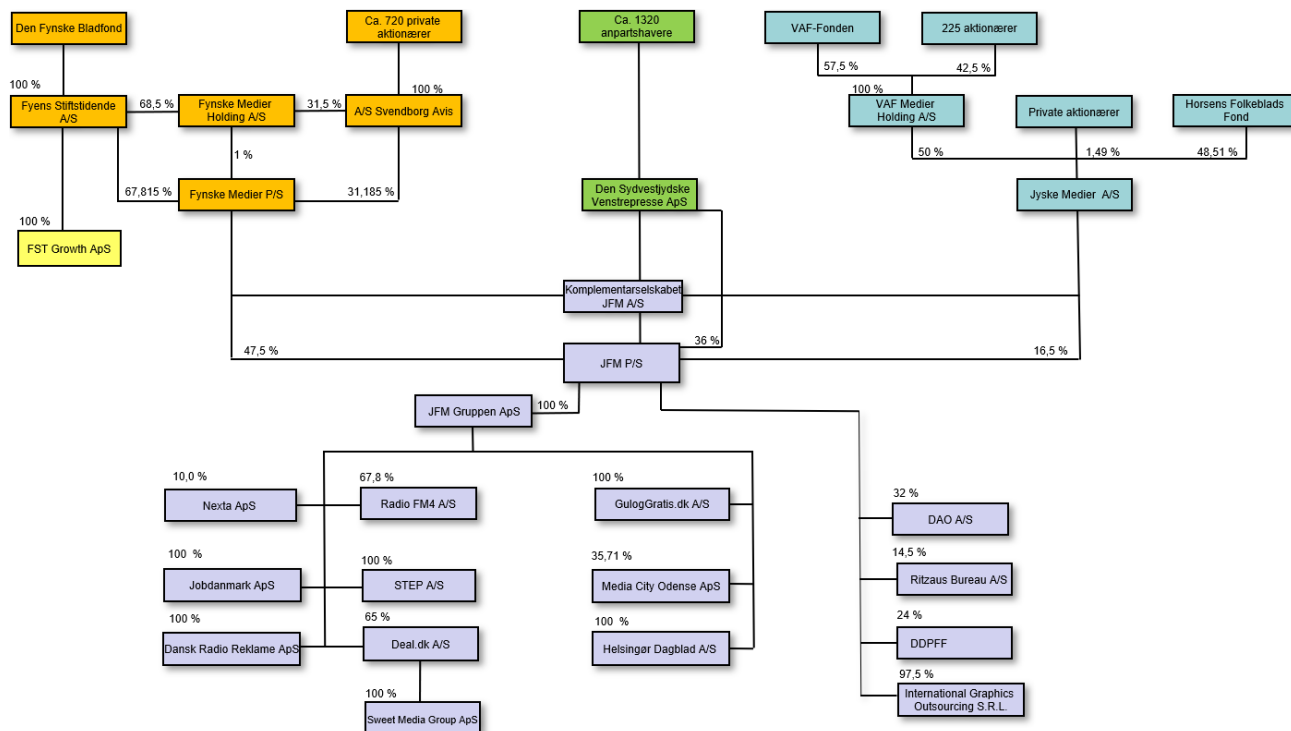 Den Fynske Bladfond
Ca. 720 private
aktionærer
Ca. 1320
anpartshavere
VAF-Fonden
225 aktionærer
57,5 %
42,5 %
100 %
100 %
100 %
Fyens Stiftstidende
A/S
68,5 %
Fynske Medier
Holding A/S
31,5 %
A/S Svendborg Avis
VAF Medier
Holding A/S
Private aktionærer
Horsens Folkeblads
Fond
1 %
50 %
1,49 %
48,51 %
67,815 %
Fynske Medier P/S
31,185 %
Den Sydvestjydske
Venstrepresse ApS
Jyske Medier A/S
100 %
FST Growth ApS
Komplementarselskabet
JFM A/S
47,5 %
36 %
16,5 %
JFM P/S
JFM Gruppen ApS
100 %
10,0 %
67,8 %
100 %
Nexta ApS
Radio FM4 A/S
GulogGratis.dk A/S
32 %
DAO A/S
100 %
100 %
35,71 %
14,5 %
Jobdanmark ApS
STEP A/S
Media City Odense ApS
Ritzaus Bureau A/S
100 %
65 %
100 %
24 %
Dansk Radio Reklame ApS
Deal.dk A/S
Helsingør Dagblad A/S
DDPFF
97,5 %
100 %
International Graphics
Outsourcing S.R.L.
Sweet Media Group ApS